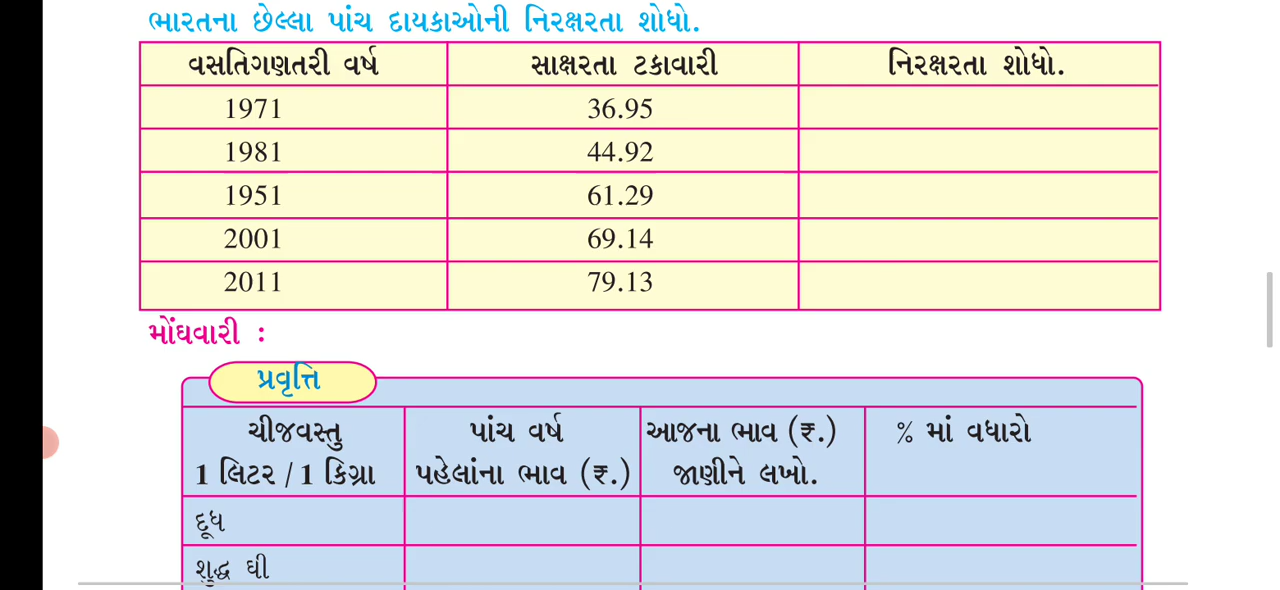 ભારતના છેલ્લા પાંચ દાયકાઓની નિરક્ષરતા શોધો.
વસતિગણતરી વર્ષ સાક્ષરતા ટકાવારી નિરક્ષરતા શોધો.
1971 36.95
1981 44.92
1951 61.29
2001 69.14
2011 79.13
મોંઘવારી :
પ્રવૃત્તિ
ચીજવસ્તુ પાંચ વર્ષ આજના ભાવ (₹.) % માં વધારો
1 લિટર / 1 કિગ્રા પહેલાંના ભાવ (₹.) જાણીને લખો.
દૂધ
શુદ્ધ ઘી